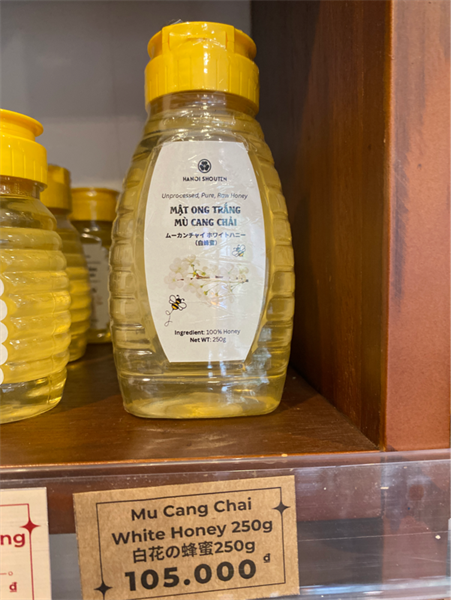 HANOI SHOUTEN
Unprocessed, Pure, Raw Honey
MẬT ONG TRẮNG
MÙ CANG CHẢI
ムーカンチャイ ホワイトハニー
(白蜂蜜)
Ingredient: 100% Honey
Net WT: 250g
ng
₫
Mu Cang Chai
White Honey 250g
白花の蜂蜜250g
105.000 ₫